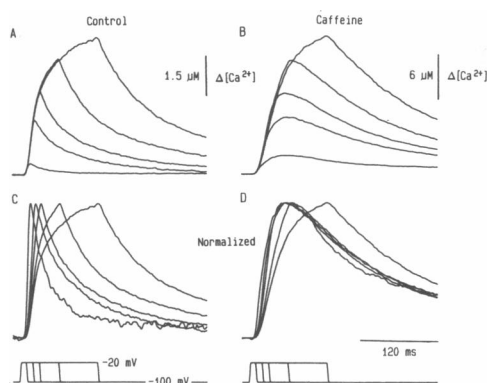 Control
Caffeine
A
B
1.5 µM
Δ[Ca²⁺]
6 µM
Δ[Ca²⁺]
C
D
Normalized
120 ms
-20 mV
-100 mV